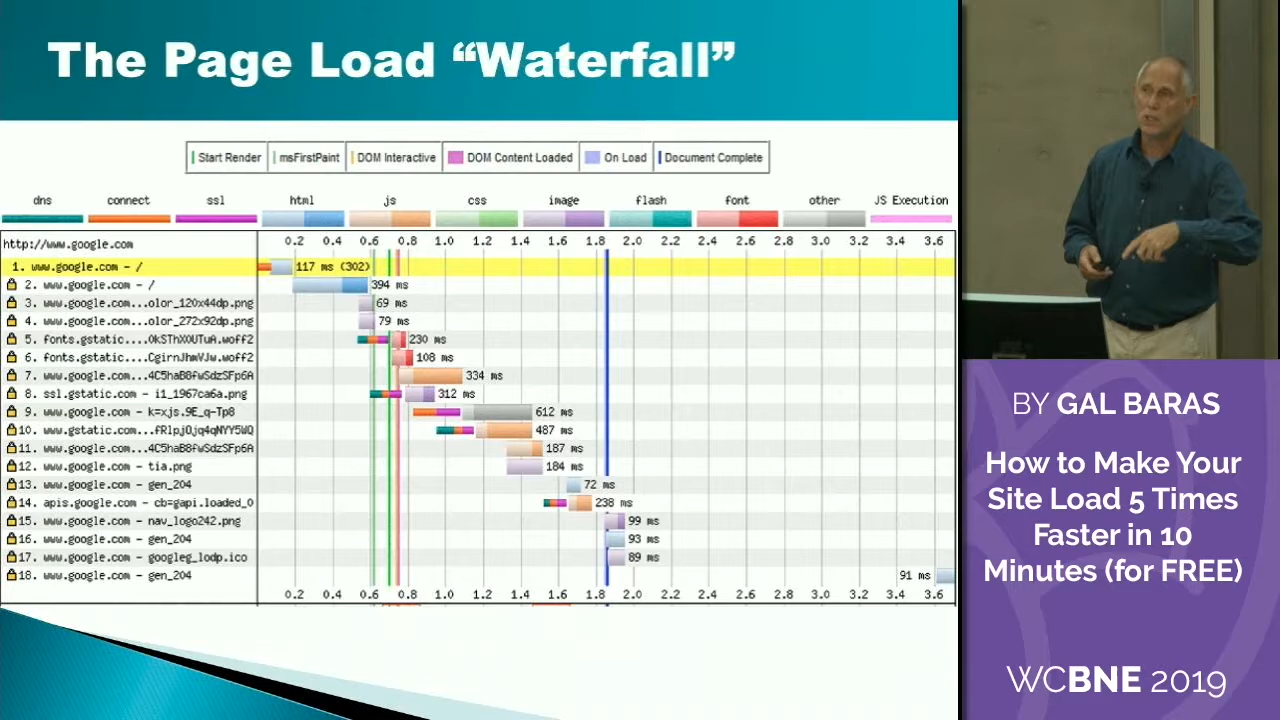 The Page Load “Waterfall”
Start Render
msFirstPaint
DOM Interactive
DOM Content Loaded
On Load
Document Complete
dns
connect
ssl
html
js
css
image
flash
font
other
JS Execution
http://www.google.com
0.2 0.4 0.6 0.8 1.0 1.2 1.4 1.6 1.8 2.0 2.2 2.4 2.6 2.8 3.0 3.2 3.4 3.6
1. www.google.com - / 117 ms (302)
2. www.google.com - / 394 ms
3. www.google.com...olor_120x44dp.png 69 ms
4. www.google.com...olor_272x92dp.png 79 ms
5. fonts.gstatic....0kSThX0UTuA.woff2 230 ms
6. fonts.gstatic....CgirnJhmVJw.woff2 108 ms
7. www.google.com...4C5haB8fwSdzSFp6A 334 ms
8. ssl.gstatic.com - i1_1967ca6a.png 312 ms
9. www.google.com - k=xjs.9E_q-Tp8 612 ms
10. www.gstatic.com...fRlpjOjq4qNYY5WQ 487 ms
11. www.google.com...4C5haB8fwSdzSFp6A 187 ms
12. www.google.com - tia.png 184 ms
13. www.google.com - gen_204 72 ms
14. apis.google.com - cb=gapi.loaded_0 238 ms
15. www.google.com - nav_logo242.png 99 ms
16. www.google.com - gen_204 93 ms
17. www.google.com - googleg_lodp.ico 89 ms
18. www.google.com - gen_204 91 ms
0.2 0.4 0.6 0.8 1.0 1.2 1.4 1.6 1.8 2.0 2.2 2.4 2.6 2.8 3.0 3.2 3.4 3.6
BY GAL BARAS
How to Make Your
Site Load 5 Times
Faster in 10
Minutes (for FREE)
WCBNE 2019